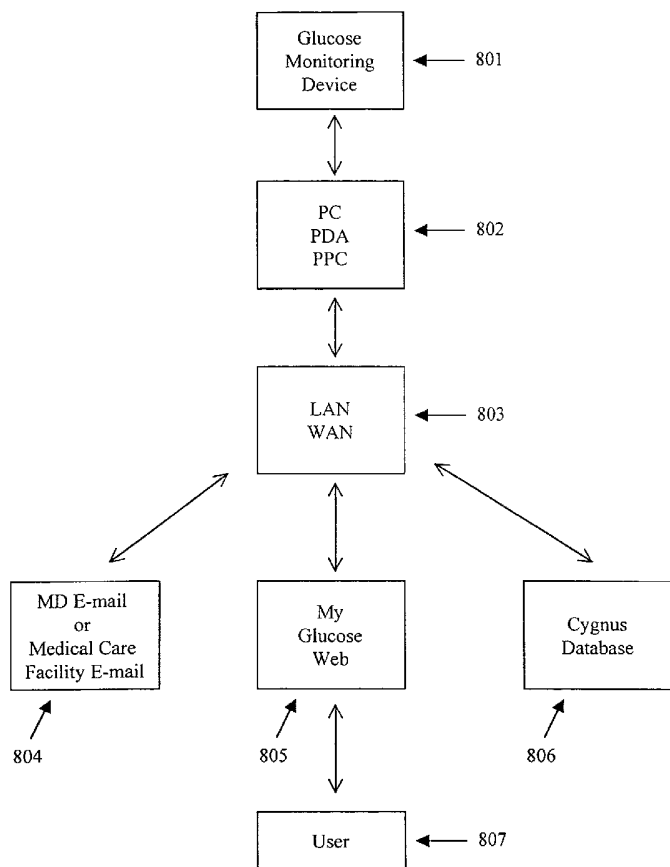 Glucose
Monitoring
Device
801
PC
PDA
PPC
802
LAN
WAN
803
MD E-mail
or
Medical Care
Facility E-mail
804
My
Glucose
Web
805
Cygnus
Database
806
User
807